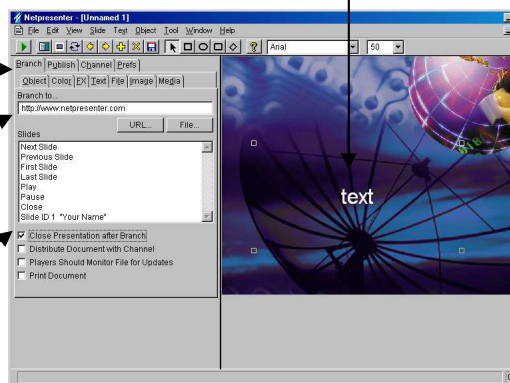 Netpresenter - [Unnamed 1]
File Edit View Slide Text Object Tool Window Help
Arial 50
Branch Publish Channel Prefs
Object Color FX Text File Image Media
Branch to...
http://www.netpresenter.com
URL... File...
Slides
Next Slide
Previous Slide
First Slide
Last Slide
Play
Pause
Close
Slide ID 1 "Your Name"
Close Presentation after Branch
Distribute Document with Channel
Players Should Monitor File for Updates
Print Document
text